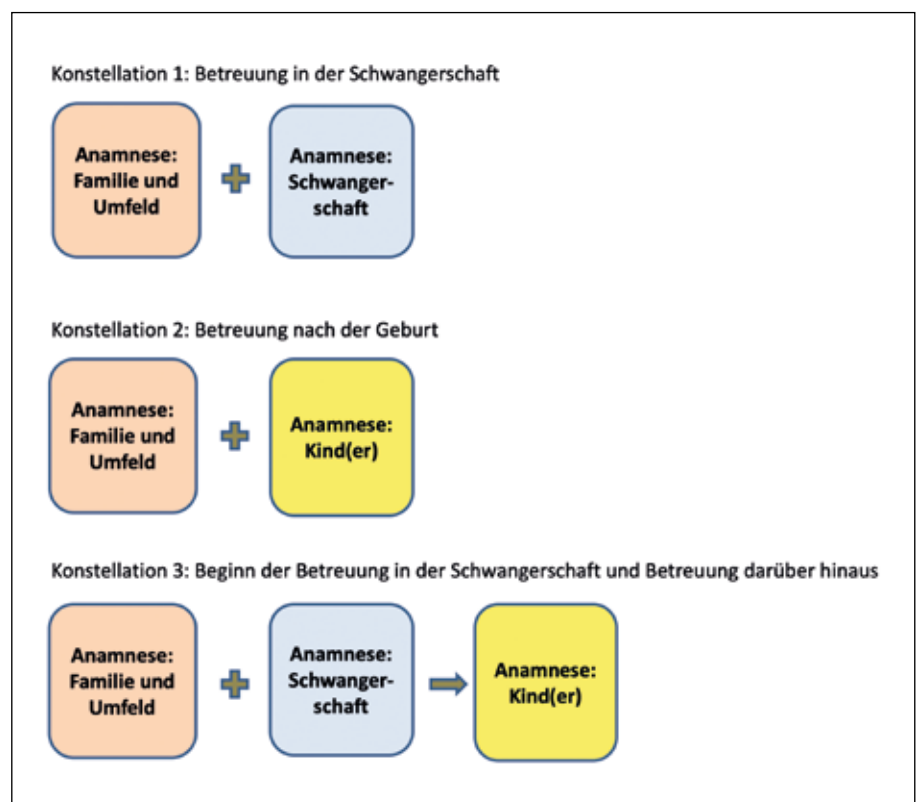 Konstellation 1: Betreuung in der Schwangerschaft
Anamnese:
Familie und
Umfeld
Anamnese:
Schwanger-
schaft
Konstellation 2: Betreuung nach der Geburt
Anamnese:
Familie und
Umfeld
Anamnese:
Kind(er)
Konstellation 3: Beginn der Betreuung in der Schwangerschaft und Betreuung darüber hinaus
Anamnese:
Familie und
Umfeld
Anamnese:
Schwanger-
schaft
Anamnese:
Kind(er)